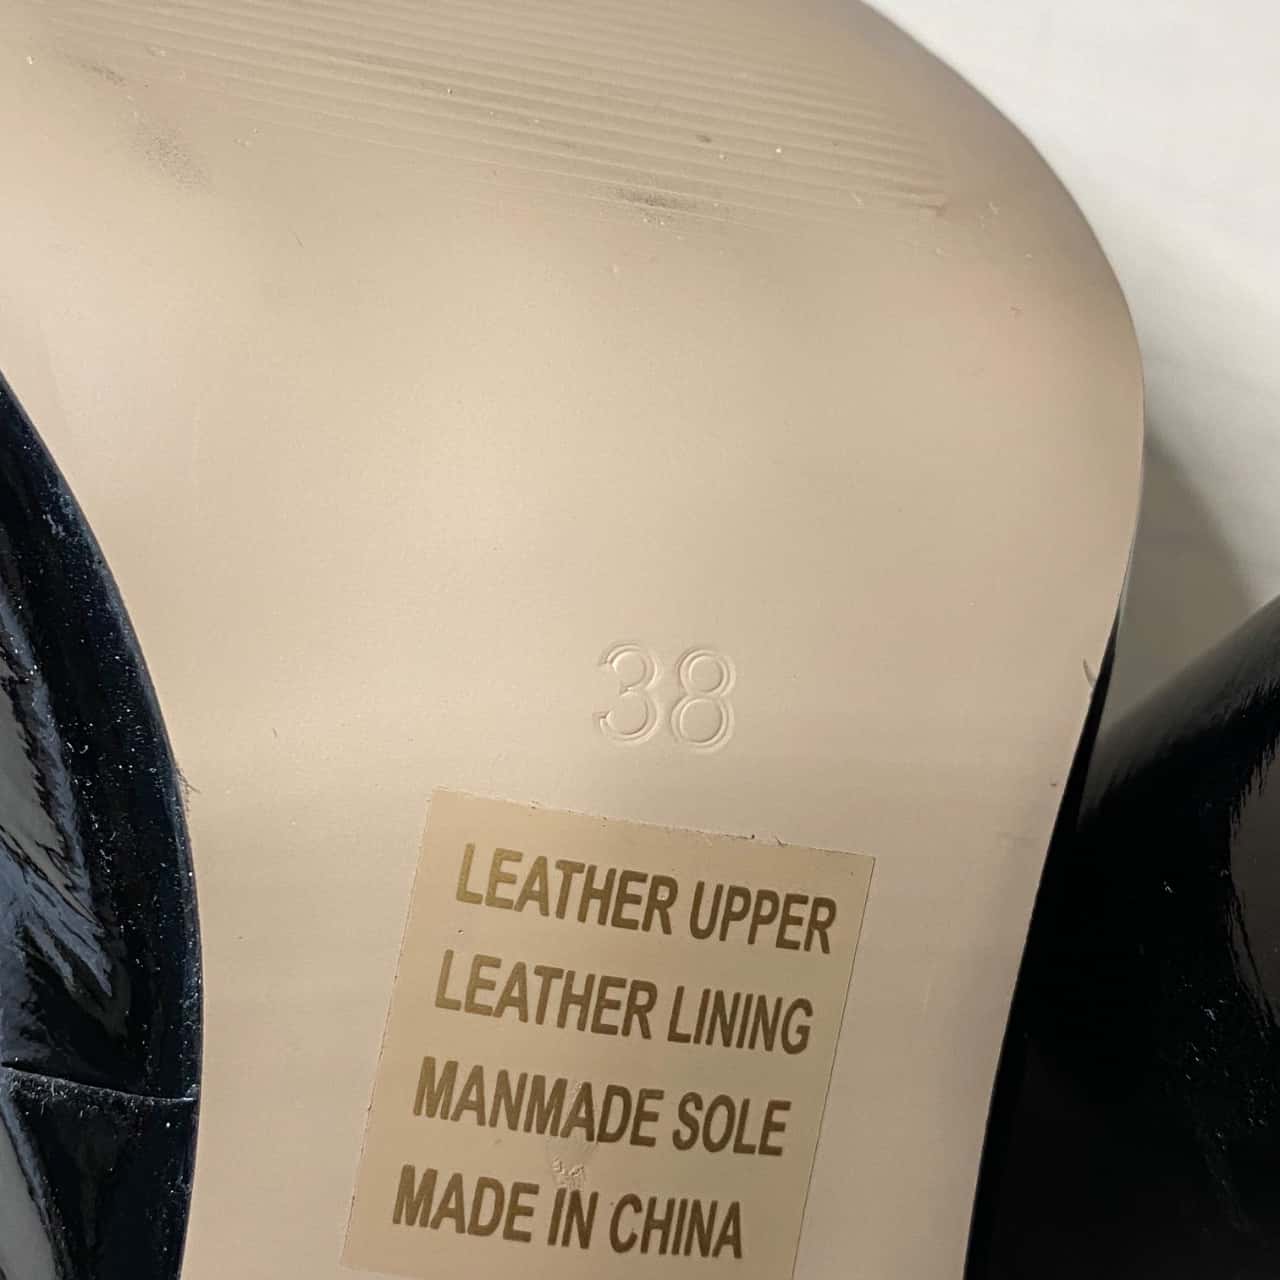 38
LEATHER UPPER
LEATHER LINING
MANMADE SOLE
MADE IN CHINA